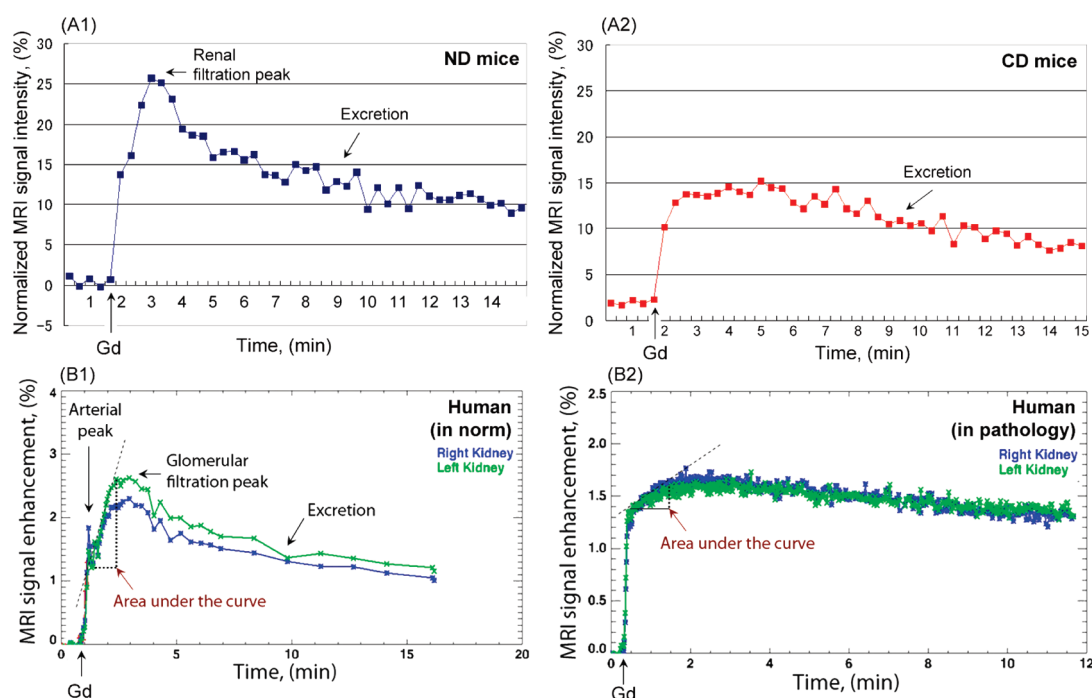 (A1)
Normalized MRI signal intensity, (%)
30
25
20
15
10
5
0
−5
ND mice
Renal
filtration peak
Excretion
1 2 3 4 5 6 7 8 9 10 11 12 13 14
Gd
Time, (min)
(A2)
Normalized MRI signal intensity, (%)
30
25
20
15
10
5
0
CD mice
Excretion
1 2 3 4 5 6 7 8 9 10 11 12 13 14 15
Gd
Time, (min)
(B1)
MRI signal enhancement, (%)
4
3
2
1
0
Human
(in norm)
Right Kidney
Left Kidney
Arterial
peak
Glomerular
filtration peak
Excretion
Area under the curve
0 5 10 15 20
Gd
Time, (min)
(B2)
MRI signal enhancement, (%)
2.5
2.0
1.5
1.0
0.5
0.0
Human
(in pathology)
Right Kidney
Left Kidney
Area under the curve
0 2 4 6 8 10 12
Gd
Time, (min)